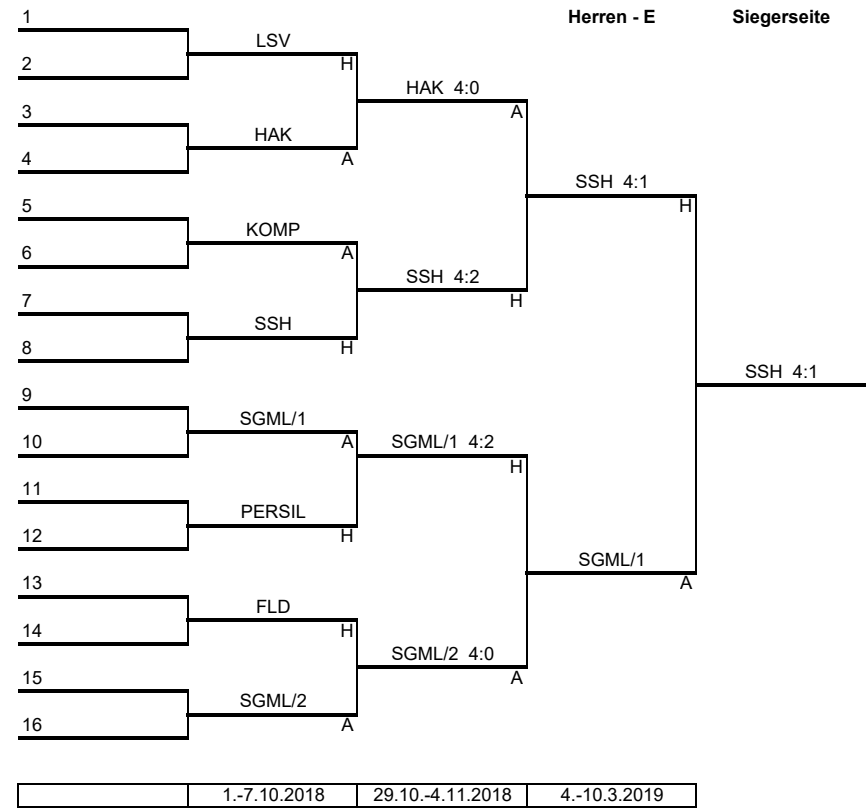 1
Herren - E
Siegerseite
LSV
2
H
HAK 4:0
3
A
HAK
4
A
SSH 4:1
5
H
KOMP
6
A
SSH 4:2
7
H
SSH
8
H
SSH 4:1
9
SGML/1
10
A
SGML/1 4:2
11
H
PERSIL
12
H
SGML/1
13
A
FLD
14
H
SGML/2 4:0
15
A
SGML/2
16
A
1.-7.10.2018
29.10.-4.11.2018
4.-10.3.2019